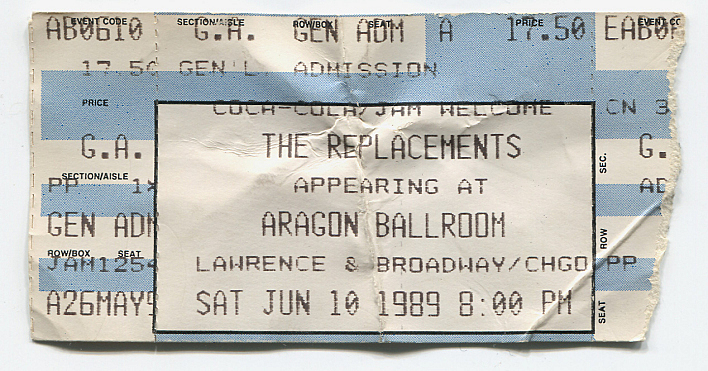 EVENT CODE SECTION/AISLE ROW/BOX SEAT PRICE EVENT CO
AB0610 G.A. GEN ADM A 17.50 EAB0
17.50 GEN'L. ADMISSION
PRICE COCA-COLA/JAM WELCOME CN 3
G.A. THE REPLACEMENTS SEC. G.
SECTION/AISLE
PP 1X APPEARING AT AD
GEN ADM ARAGON BALLROOM ROW
ROW/BOX SEAT
JAM125 LAWRENCE & BROADWAY/CHGO PP
A26MAY SAT JUN 10 1989 8:00 PM SEAT